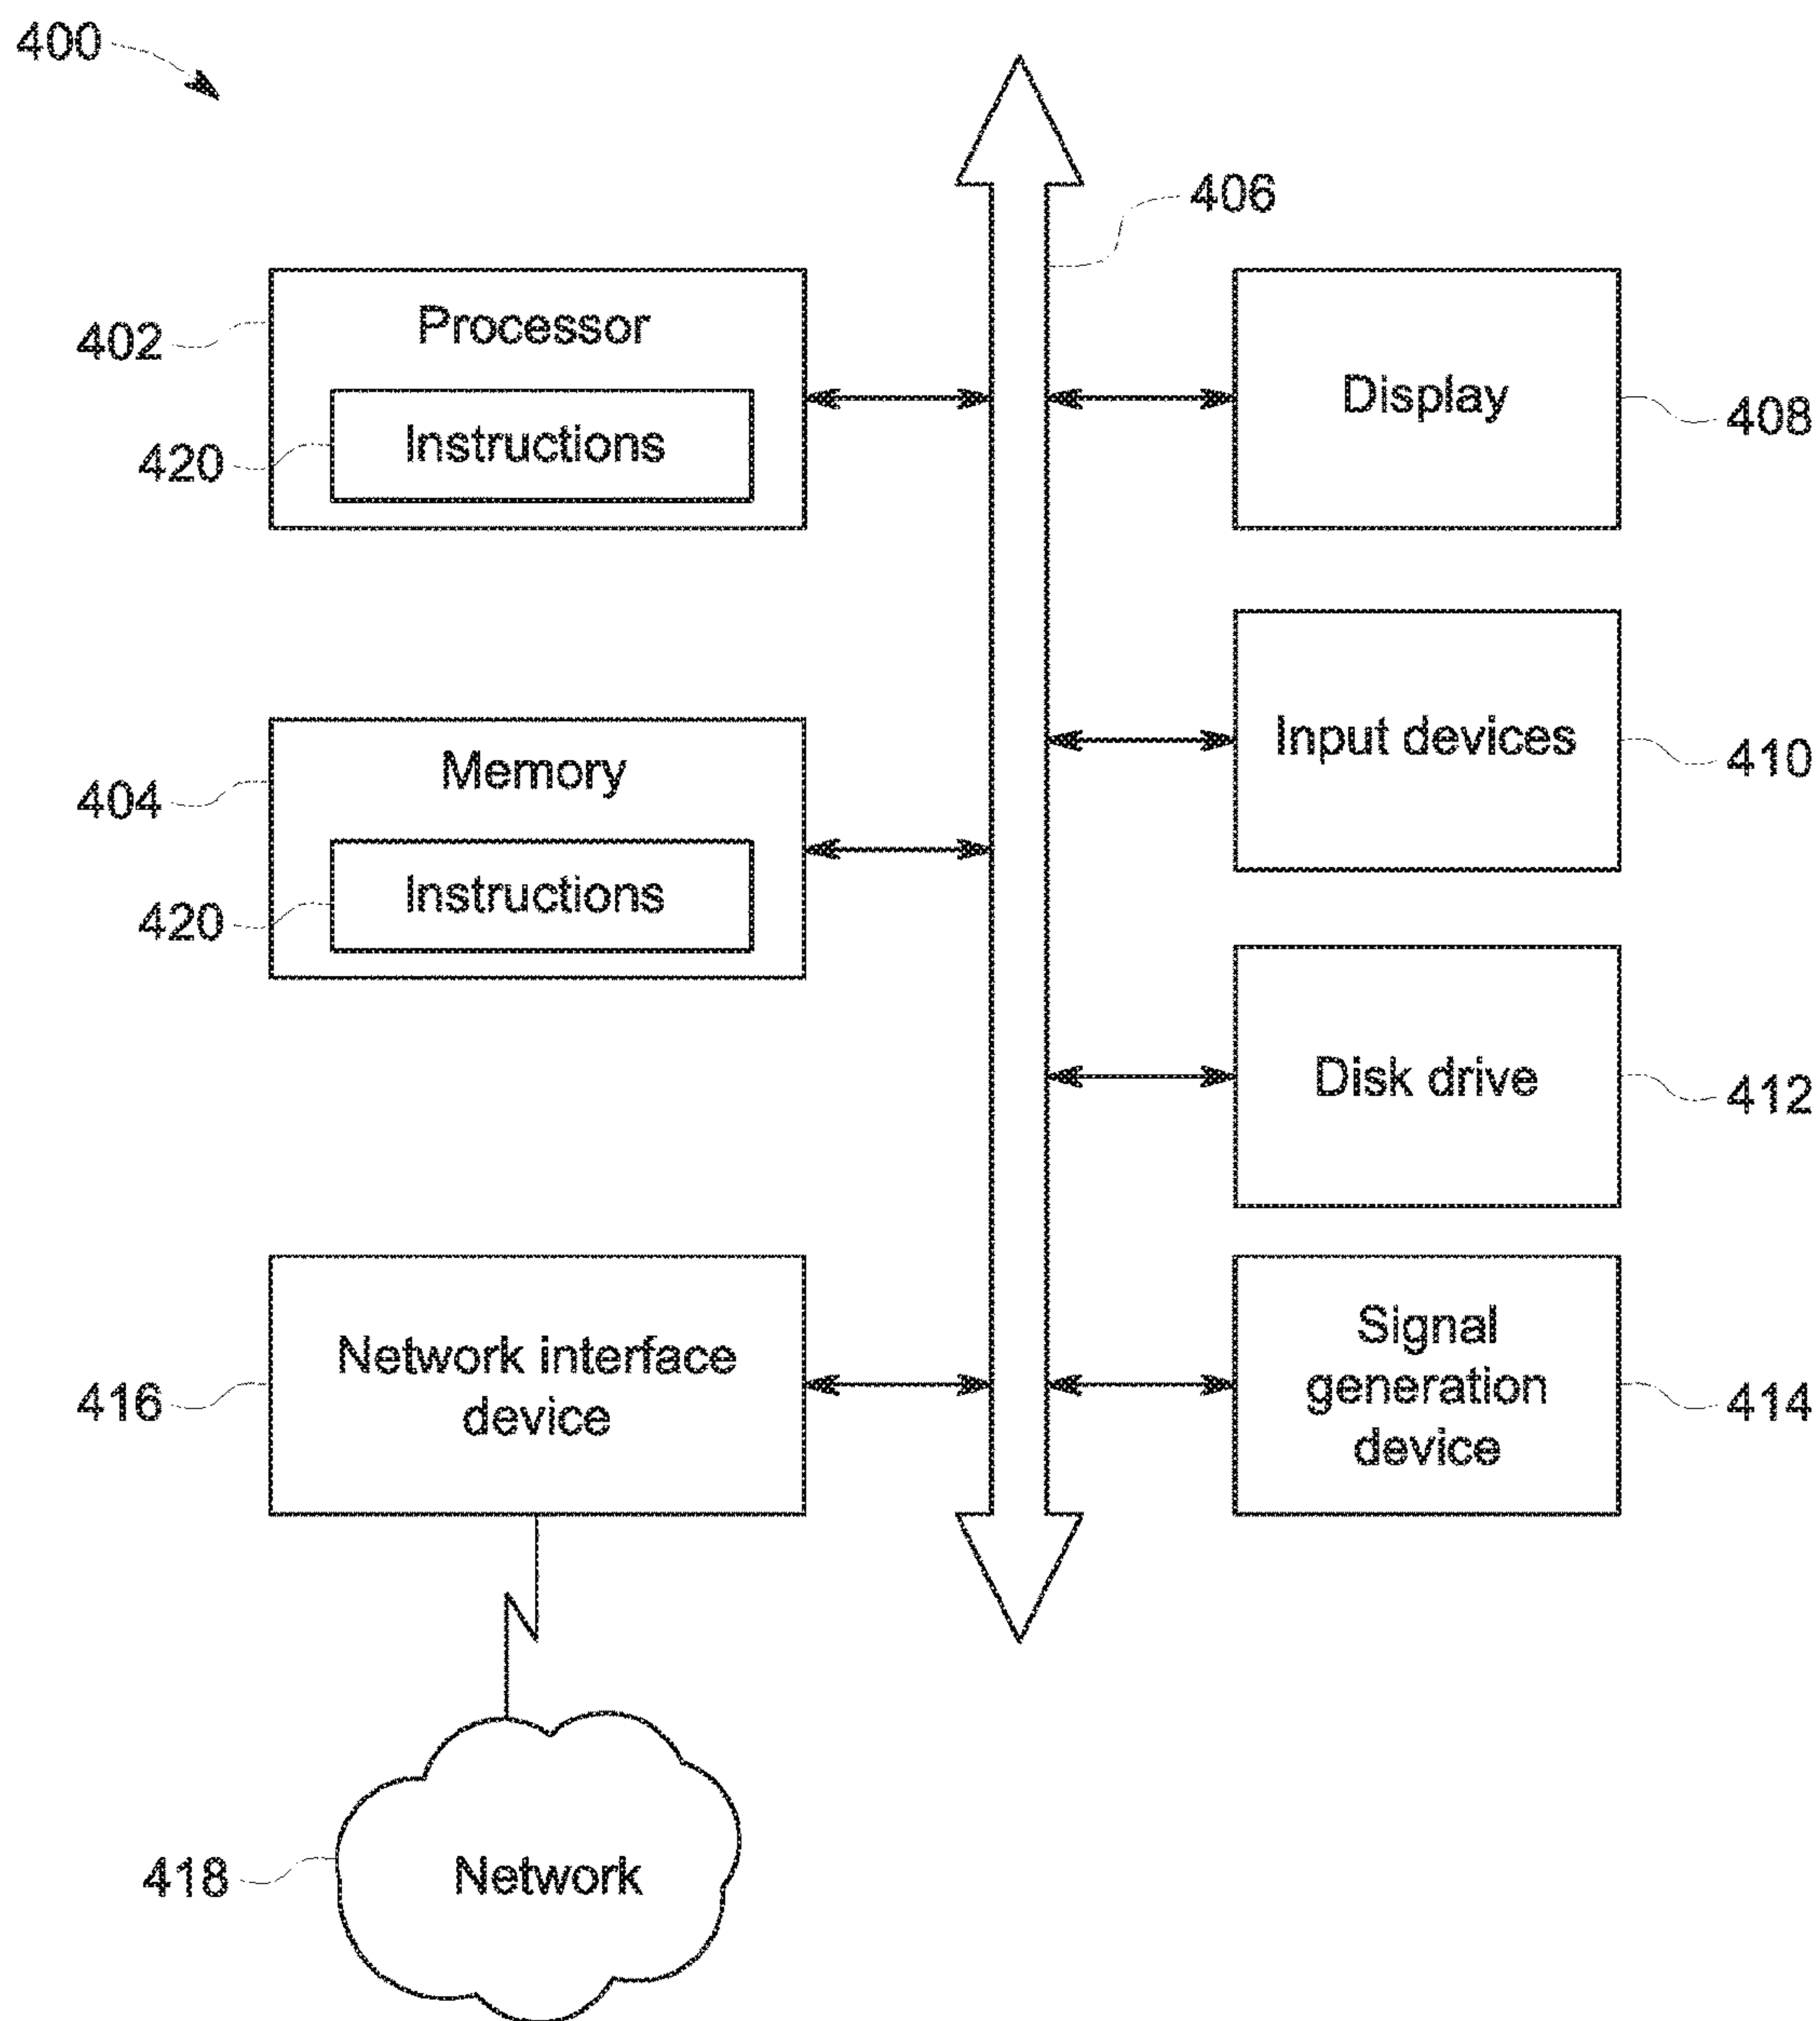 400
406
402
Processor
420
Instructions
Display
408
404
Memory
420
Instructions
Input devices
410
Disk drive
412
416
Network interface
device
Signal
generation
device
414
418
Network